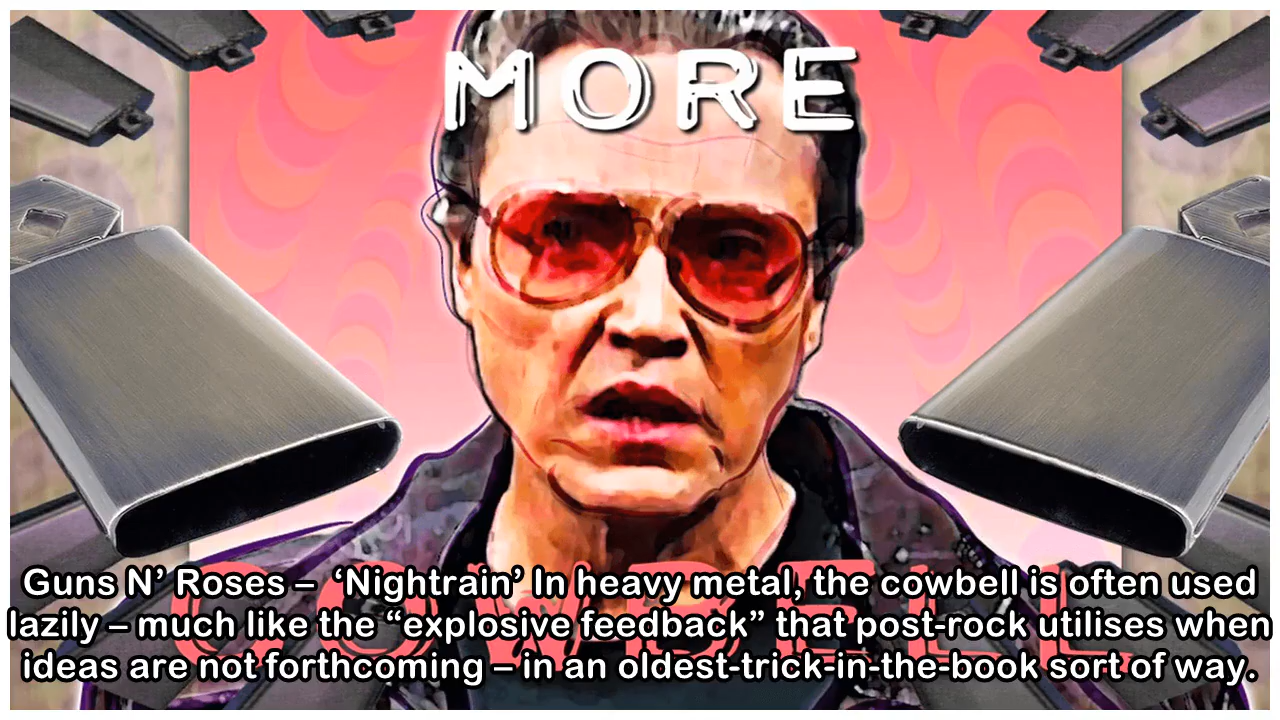 MORE
COWBELL
Guns N’ Roses – ‘Nightrain’ In heavy metal, the cowbell is often used
lazily – much like the “explosive feedback” that post-rock utilises when
ideas are not forthcoming – in an oldest-trick-in-the-book sort of way.